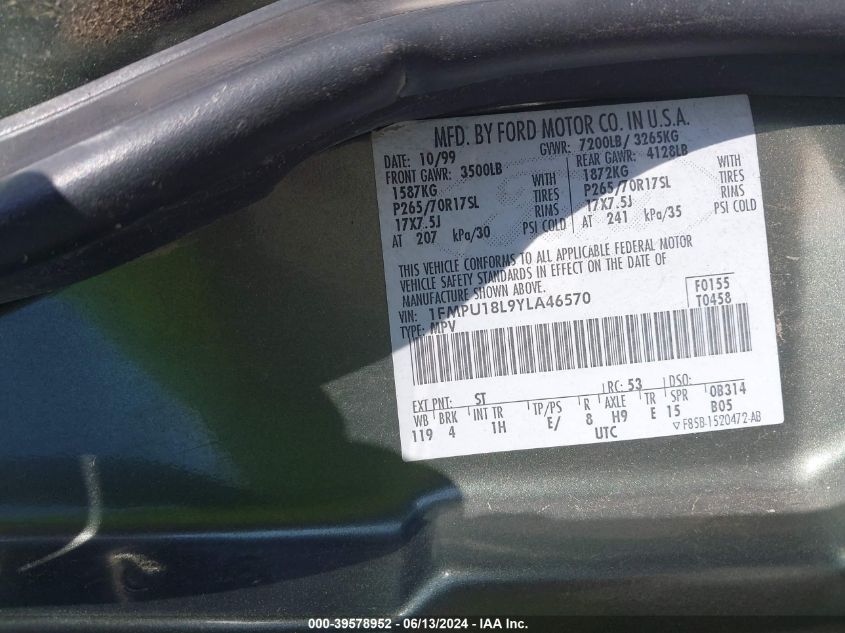 MFD. BY FORD MOTOR CO. IN U.S.A.
DATE: 10/99 GVWR: 7200LB/ 3265KG
FRONT GAWR: 3500LB REAR GAWR: 4128LB
1587KG WITH 1872KG WITH
P265/70R17SL TIRES P265/70R17SL TIRES
17X7.5J RIMS 17X7.5J RIMS
AT 207 kPa/30 PSI COLD AT 241 kPa/35 PSI COLD
THIS VEHICLE CONFORMS TO ALL APPLICABLE FEDERAL MOTOR
VEHICLE SAFETY STANDARDS IN EFFECT ON THE DATE OF
MANUFACTURE SHOWN ABOVE.
VIN: 1FMPU18L9YLA46570 F0155
TYPE: MPV T0458
EXT PNT: ST RC: 53 DSO:
WB BRK INT TR TP/PS R AXLE TR SPR 0B314
119 4 1H E/ 8 H9 E 15 B05
UTC ▽F85B-1520472-AB
000-39578952 - 06/13/2024 - IAA Inc.